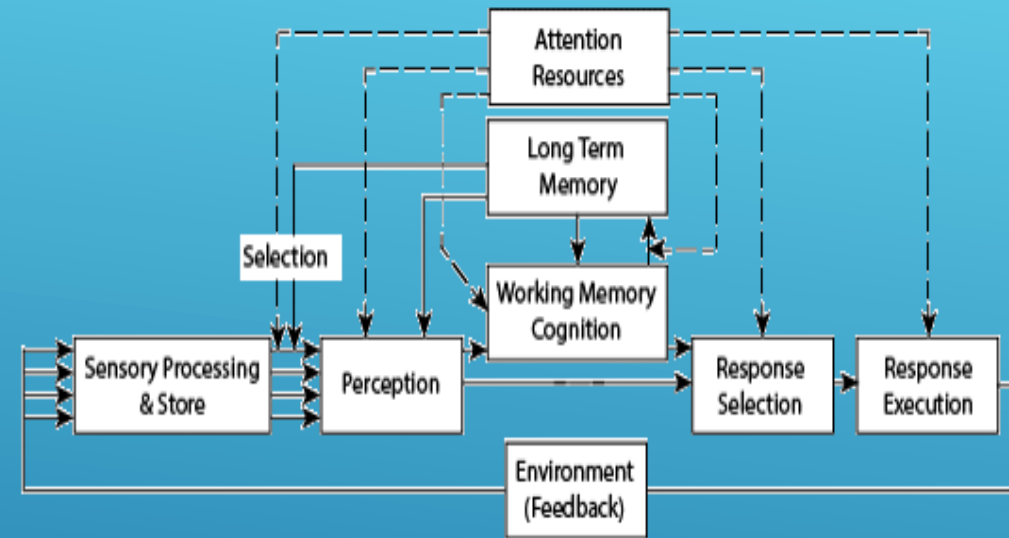 Attention
Resources
Long Term
Memory
Selection
Working Memory
Cognition
Sensory Processing
& Store
Perception
Response
Selection
Response
Execution
Environment
(Feedback)